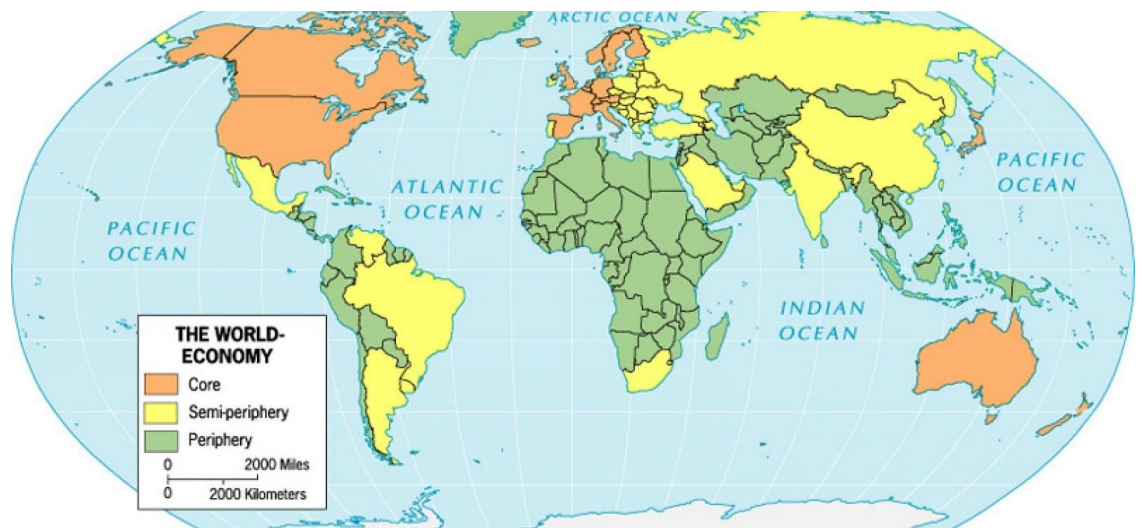 ARCTIC OCEAN
ATLANTIC
OCEAN
PACIFIC
OCEAN
PACIFIC
OCEAN
INDIAN
OCEAN
THE WORLD-
ECONOMY
Core
Semi-periphery
Periphery
0 2000 Miles
0 2000 Kilometers